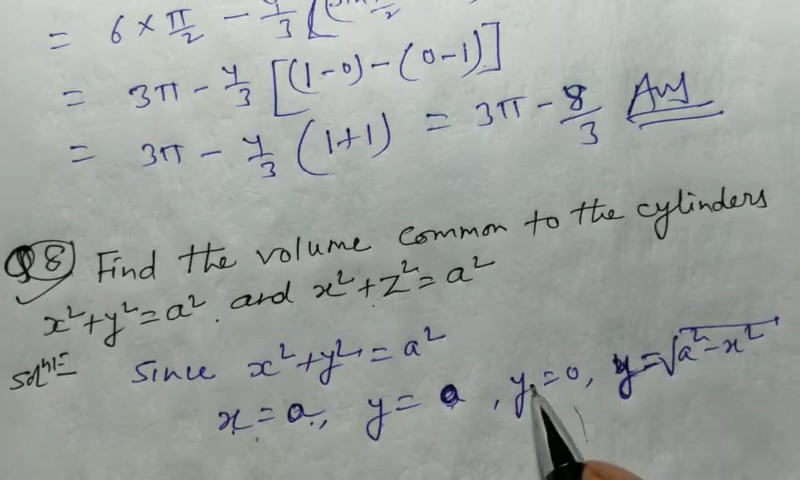 = 6 × π/2 − 4/3 [
= 3π − 4/3 [(1−0) − (0−1)]
= 3π − 4/3 (1+1) = 3π − 8/3 Ans
Q8 Find the volume common to the cylinders
x²+y²=a². and x²+z²=a²
Solⁿ:= Since x²+y²=a²
x=a, y=a, y=0, y=√a²−x²